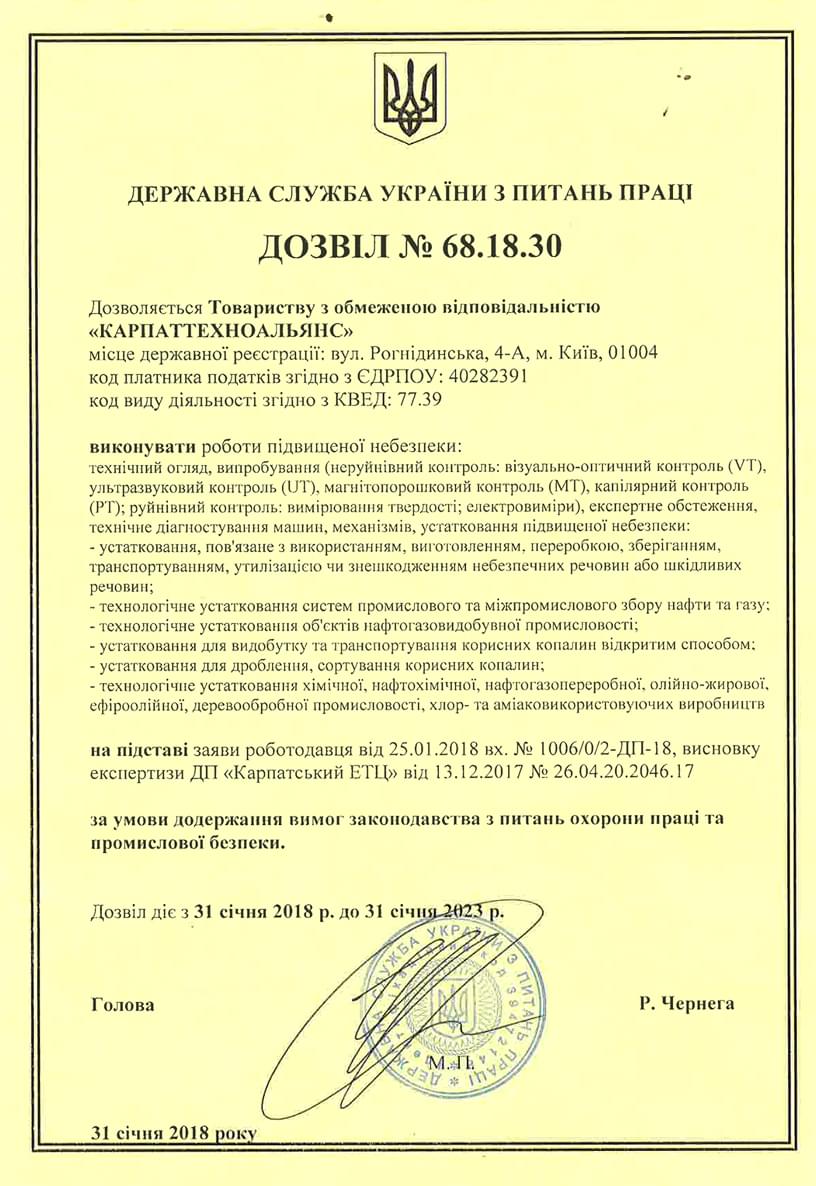 ДЕРЖАВНА СЛУЖБА УКРАЇНИ З ПИТАНЬ ПРАЦІ
ДОЗВІЛ № 68.18.30
Дозволяється Товариству з обмеженою відповідальністю
«КАРПАТТЕХНОАЛЬЯНС»
місце державної реєстрації: вул. Рогнідинська, 4-А, м. Київ, 01004
код платника податків згідно з ЄДРПОУ: 40282391
код виду діяльності згідно з КВЕД: 77.39
виконувати роботи підвищеної небезпеки:
технічний огляд, випробування (неруйнівний контроль: візуально-оптичний контроль (VT),
ультразвуковий контроль (UT), магнітопорошковий контроль (МТ), капілярний контроль
(РТ); руйнівний контроль: вимірювання твердості; електровиміри), експертне обстеження,
технічне діагностування машин, механізмів, устатковання підвищеної небезпеки:
- устатковання, пов'язане з використанням, виготовленням, переробкою, зберіганням,
транспортуванням, утилізацією чи знешкодженням небезпечних речовин або шкідливих
речовин;
- технологічне устатковання систем промислового та міжпромислового збору нафти та газу;
- технологічне устатковання об'єктів нафтогазовидобувної промисловості;
- устатковання для видобутку та транспортування корисних копалин відкритим способом;
- устатковання для дроблення, сортування корисних копалин;
- технологічне устатковання хімічної, нафтохімічної, нафтогазопереробної, олійно-жирової,
ефіроолійної, деревообробної промисловості, хлор- та аміаковикористовуючих виробництв
на підставі заяви роботодавця від 25.01.2018 вх. № 1006/0/2-ДП-18, висновку
експертизи ДП «Карпатський ЕТЦ» від 13.12.2017 № 26.04.20.2046.17
за умови додержання вимог законодавства з питань охорони праці та
промислової безпеки.
Дозвіл діє з 31 січня 2018 р. до 31 січня 2023 р.
ДЕРЖАВНА СЛУЖБА УКРАЇНИ З ПИТАНЬ ПРАЦІ
Голова Р. Чернега
М. П.
31 січня 2018 року